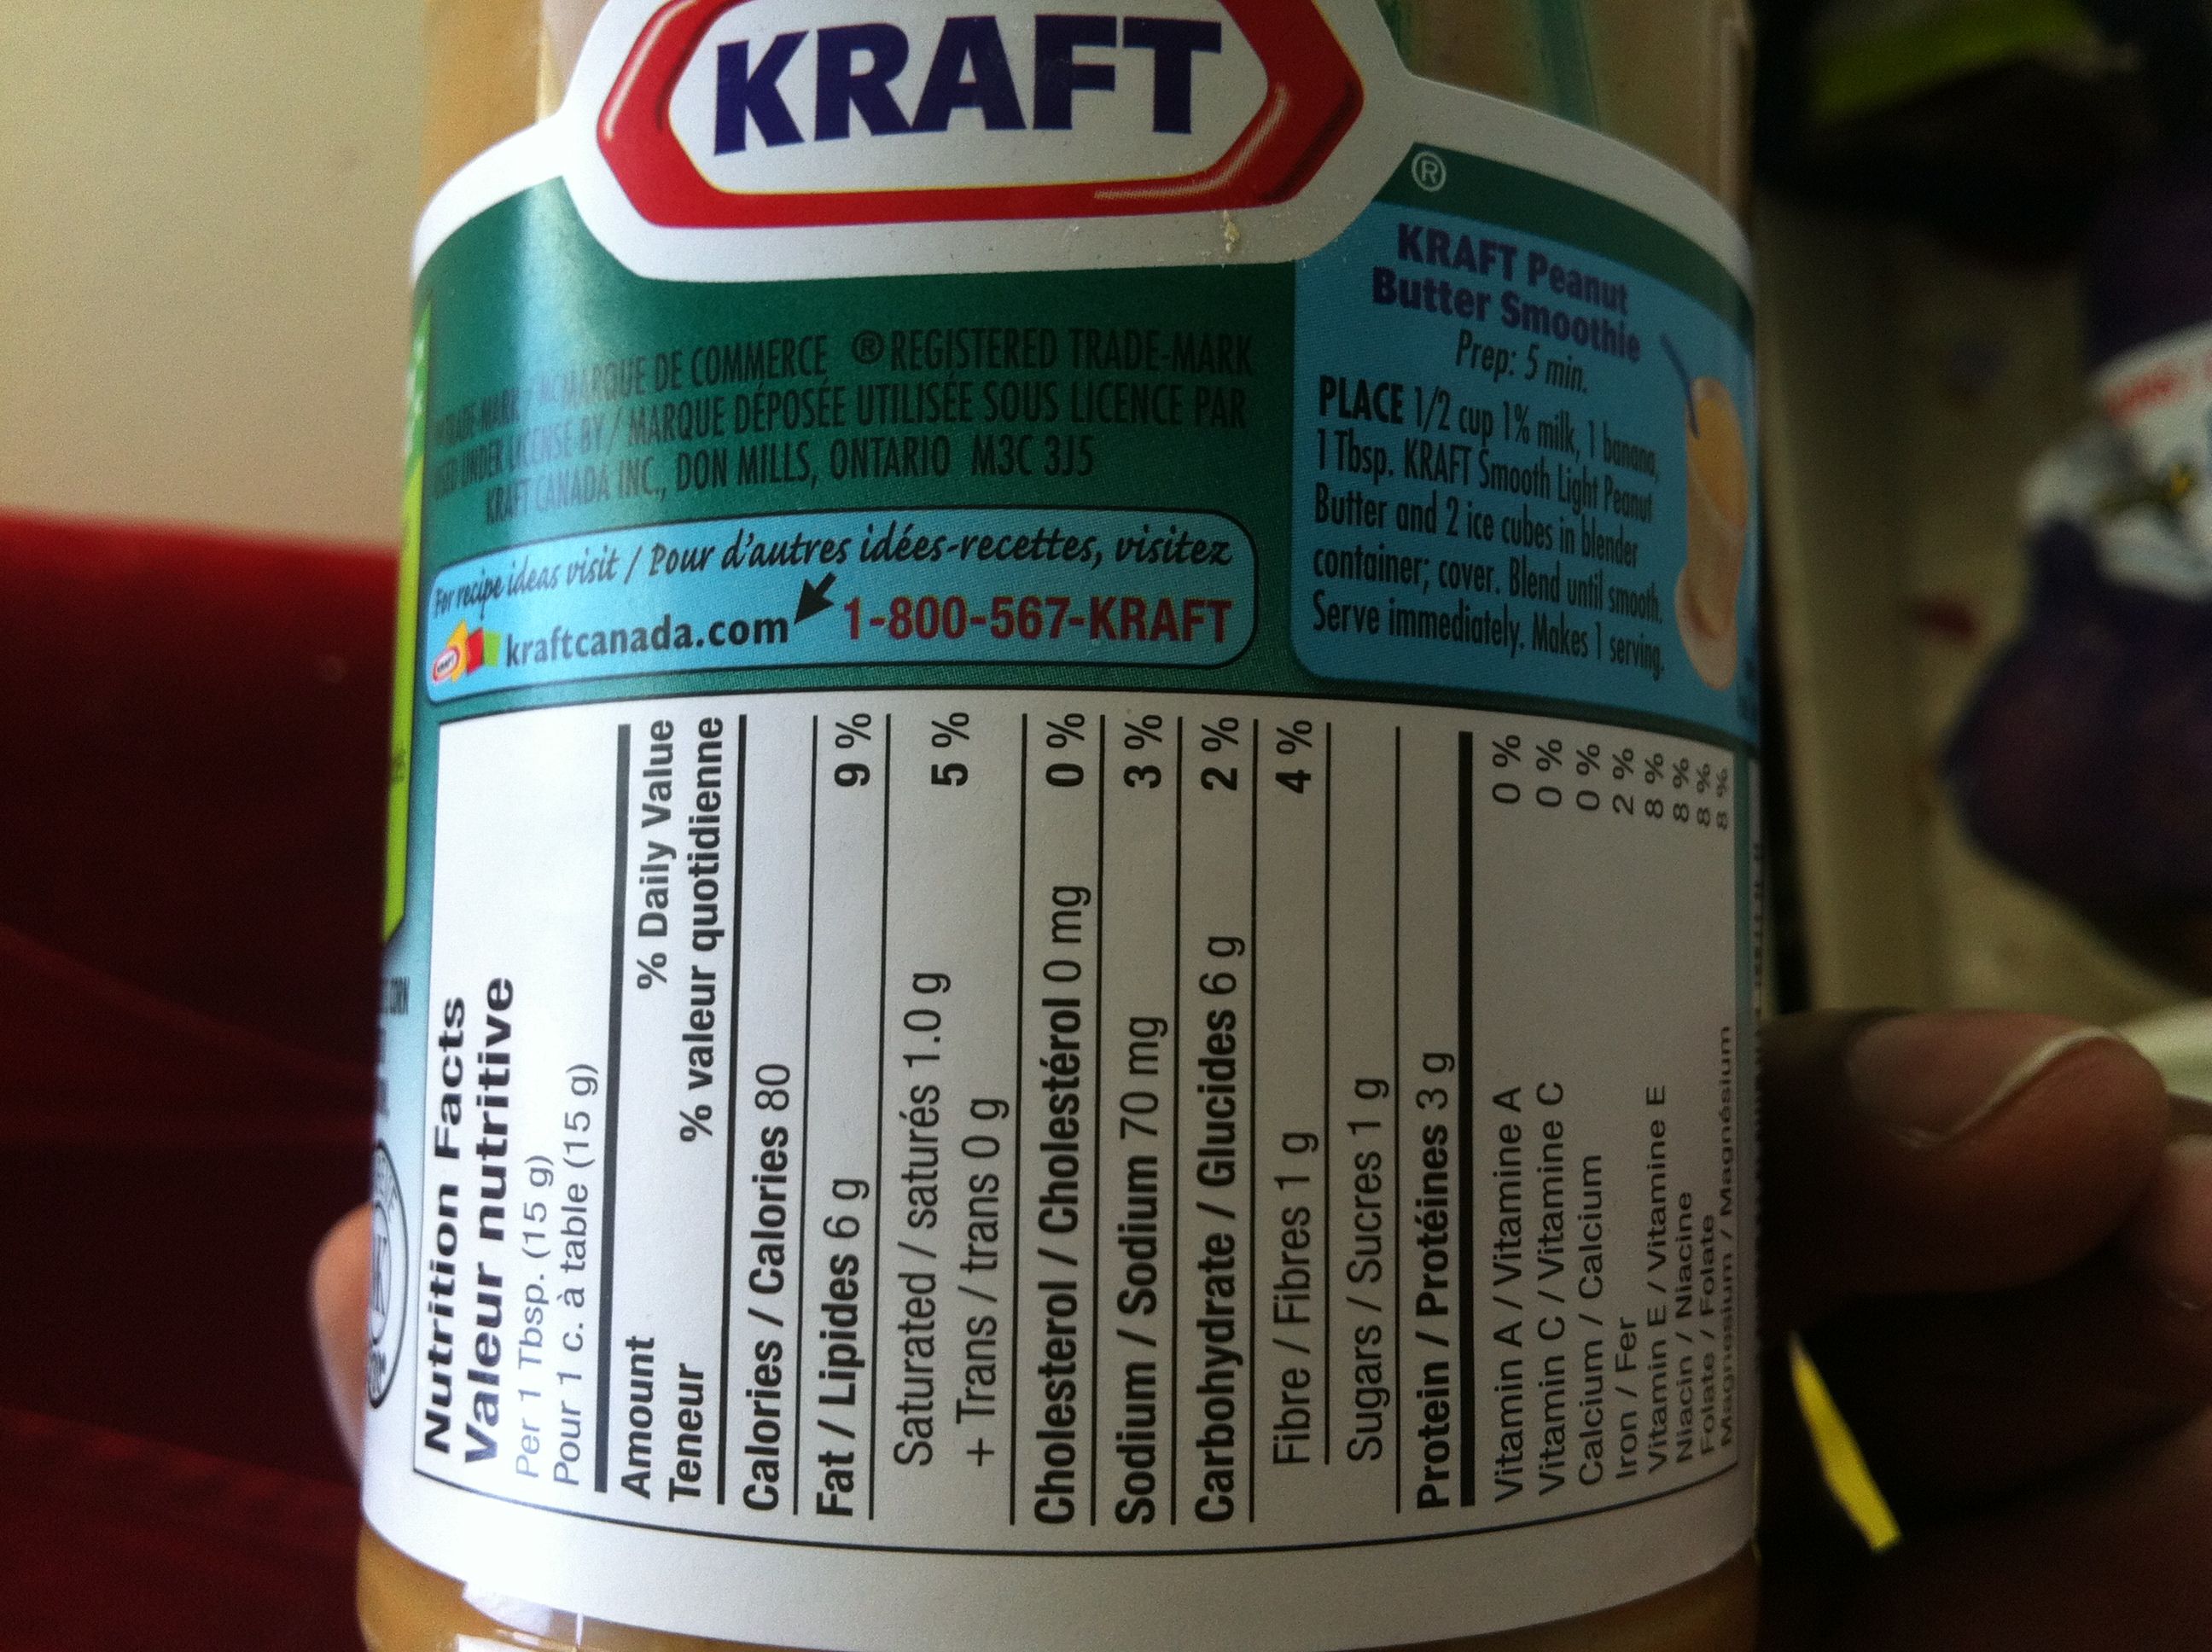 KRAFT
®
MARQUE DE COMMERCE ® REGISTERED TRADE-MARK
UNDER LICENSE BY / MARQUE DÉPOSÉE UTILISÉE SOUS LICENCE PAR
KRAFT CANADA INC., DON MILLS, ONTARIO M3C 3J5
For recipe ideas visit / Pour d'autres idées-recettes, visitez
kraftcanada.com 1-800-567-KRAFT
KRAFT Peanut
Butter Smoothie
Prep: 5 min.
PLACE 1/2 cup 1% milk, 1 banana,
1 Tbsp. KRAFT Smooth Light Peanut
Butter and 2 ice cubes in blender
container; cover. Blend until smooth.
Serve immediately. Makes 1 serving.
Nutrition Facts
Valeur nutritive
Per 1 Tbsp. (15 g)
Pour 1 c. à table (15 g)
Amount % Daily Value
Teneur % valeur quotidienne
Calories / Calories 80
Fat / Lipides 6 g 9 %
Saturated / saturés 1.0 g 5 %
+ Trans / trans 0 g
Cholesterol / Cholestérol 0 mg 0 %
Sodium / Sodium 70 mg 3 %
Carbohydrate / Glucides 6 g 2 %
Fibre / Fibres 1 g 4 %
Sugars / Sucres 1 g
Protein / Protéines 3 g
Vitamin A / Vitamine A 0 %
Vitamin C / Vitamine C 0 %
Calcium / Calcium 0 %
Iron / Fer 2 %
Vitamin E / Vitamine E 8 %
Niacin / Niacine 8 %
Folate / Folate 8 %
Magnesium / Magnésium 8 %